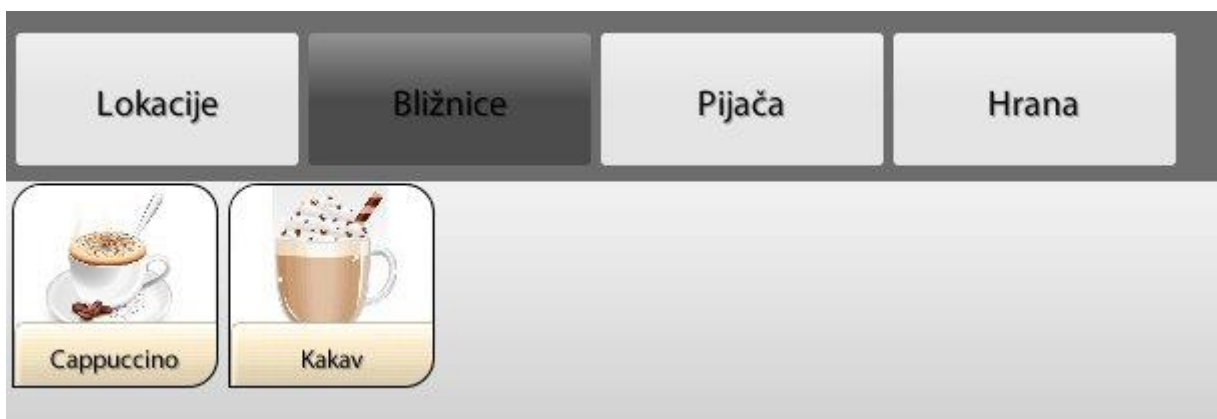 Lokacije
Bližnice
Pijača
Hrana
Cappuccino
Kakav